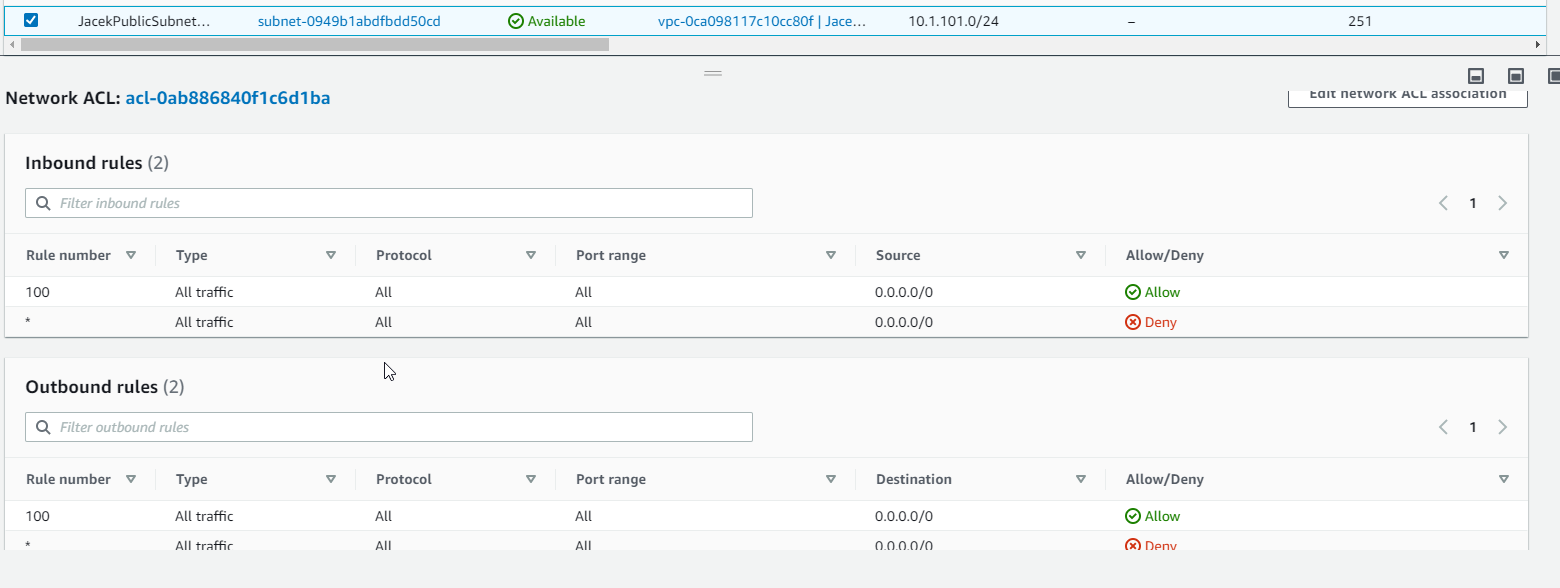 JacekPublicSubnet... subnet-0949b1abdfbdd50cd Available vpc-0ca098117c10cc80f | Jace... 10.1.101.0/24 – 251
Network ACL: acl-0ab886840f1c6d1ba Edit network ACL association
Inbound rules (2)
Filter inbound rules 1
Rule number Type Protocol Port range Source Allow/Deny
100 All traffic All All 0.0.0.0/0 Allow
* All traffic All All 0.0.0.0/0 Deny
Outbound rules (2)
Filter outbound rules 1
Rule number Type Protocol Port range Destination Allow/Deny
100 All traffic All All 0.0.0.0/0 Allow
* All traffic All All 0.0.0.0/0 Deny